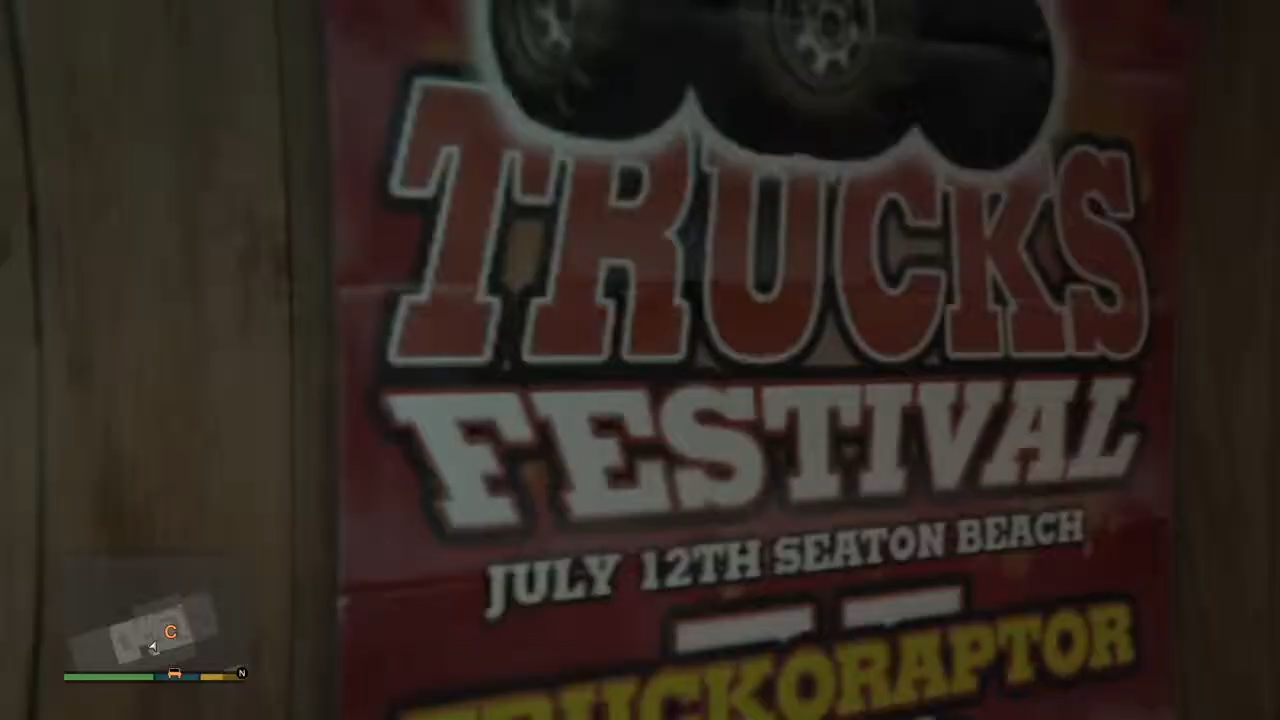 TRUCKS
FESTIVAL
JULY 12TH SEATON BEACH
TRUCKORAPTOR
C
N